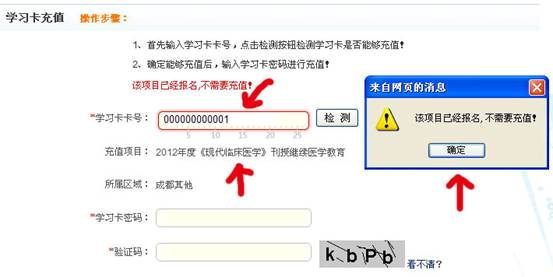 学习卡充值 操作步骤：
1、首先输入学习卡卡号，点击检测按钮检测学习卡是否能够充值！
2、确定能够充值后，输入学习卡密码进行充值！
该项目已经报名,不需要充值!
*学习卡卡号： 000000000001 检 测
5 10 15 20 25
充值项目： 2012年度《现代临床医学》刊授继续医学教育
所属区域： 成都其他
*学习卡密码：
*验证码： kbPb 看不清？
来自网页的消息
该项目已经报名,不需要充值!
确定